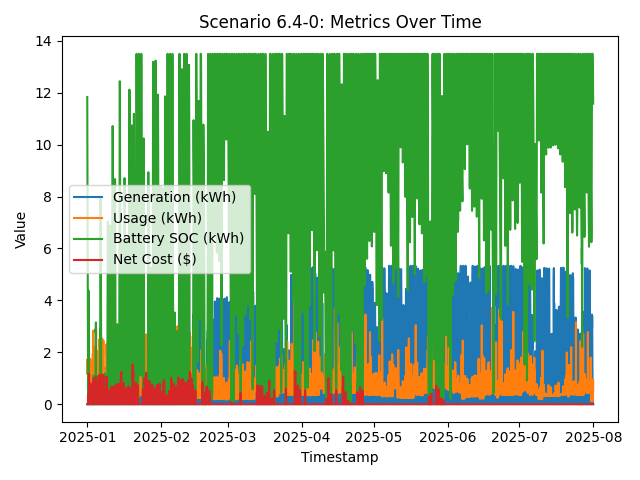 Scenario 6.4-0: Metrics Over Time
14
12
10
8
6
4
2
0
Value
Generation (kWh)
Usage (kWh)
Battery SOC (kWh)
Net Cost ($)
2025-01 2025-02 2025-03 2025-04 2025-05 2025-06 2025-07 2025-08
Timestamp